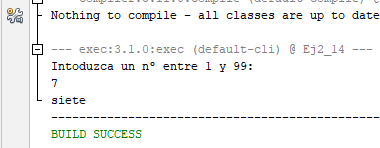 Nothing to compile - all classes are up to date
--- exec:3.1.0:exec (default-cli) @ Ej2_14 ---
Intoduzca un nº entre 1 y 99:
7
siete
------------------------------------------------
BUILD SUCCESS